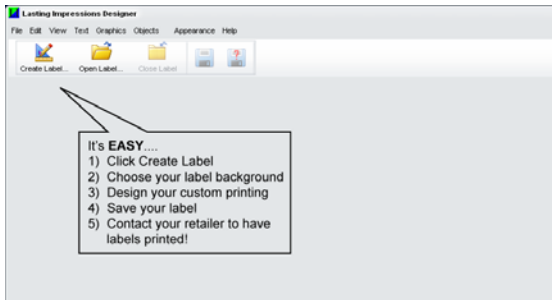 Lasting Impressions Designer
File Edit View Text Graphics Objects Appearance Help
Create Label... Open Label... Close Label
It's EASY....
1) Click Create Label
2) Choose your label background
3) Design your custom printing
4) Save your label
5) Contact your retailer to have
labels printed!